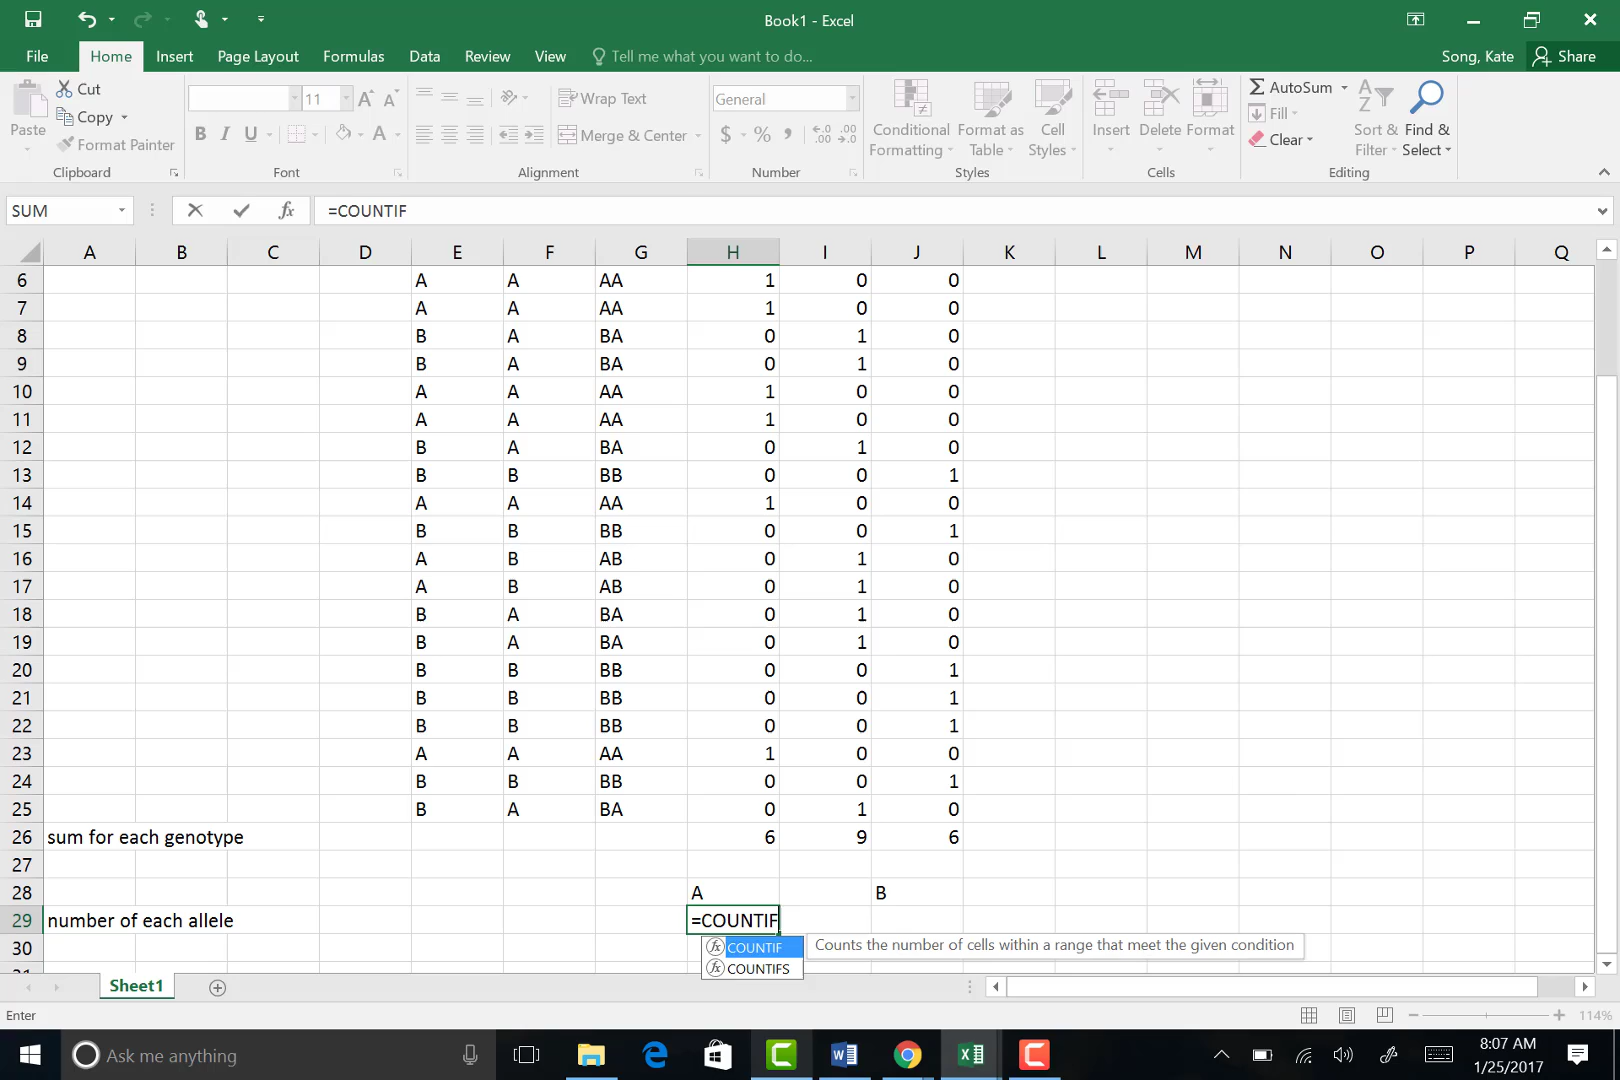 Book1 - Excel
File Home Insert Page Layout Formulas Data Review View Tell me what you want to do... Song, Kate Share
Paste
Cut
Copy
Format Painter
Clipboard
11 A A
B I U A
Font
Wrap Text
Merge & Center
Alignment
General
$ % , .0 .00 .00 .0
Number
Conditional Formatting
Format as Table
Cell Styles
Styles
Insert Delete Format
Cells
AutoSum
Fill
Clear
Sort & Filter
Find & Select
Editing
SUM fx =COUNTIF
A B C D E F G H I J K L M N O P Q
6 A A AA 1 0 0
7 A A AA 1 0 0
8 B A BA 0 1 0
9 B A BA 0 1 0
10 A A AA 1 0 0
11 A A AA 1 0 0
12 B A BA 0 1 0
13 B B BB 0 0 1
14 A A AA 1 0 0
15 B B BB 0 0 1
16 A B AB 0 1 0
17 A B AB 0 1 0
18 B A BA 0 1 0
19 B A BA 0 1 0
20 B B BB 0 0 1
21 B B BB 0 0 1
22 B B BB 0 0 1
23 A A AA 1 0 0
24 B B BB 0 0 1
25 B A BA 0 1 0
26 sum for each genotype 6 9 6
27
28 A B
29 number of each allele =COUNTIF
30 fx COUNTIF Counts the number of cells within a range that meet the given condition
fx COUNTIFS
Sheet1
Enter 114%
Ask me anything
8:07 AM
1/25/2017